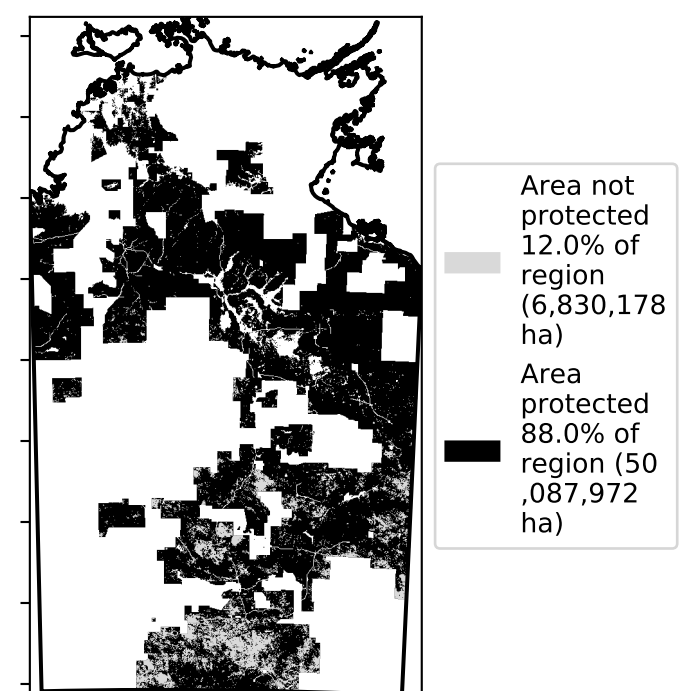 Area not
protected
12.0% of
region
(6,830,178
ha)
Area
protected
88.0% of
region (50
,087,972
ha)